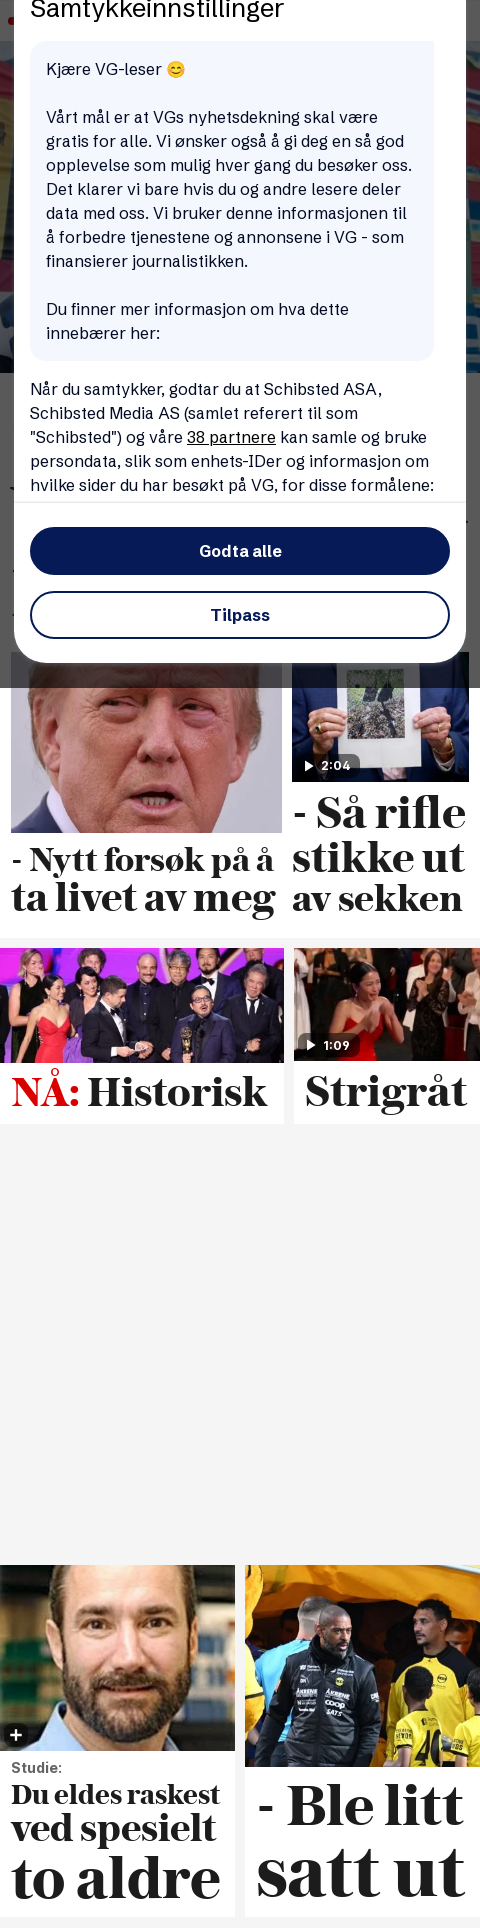 Samtykkeinnstillinger
Kjære VG-leser 😊
Vårt mål er at VGs nyhetsdekning skal være
gratis for alle. Vi ønsker også å gi deg en så god
opplevelse som mulig hver gang du besøker oss.
Det klarer vi bare hvis du og andre lesere deler
data med oss. Vi bruker denne informasjonen til
å forbedre tjenestene og annonsene i VG - som
finansierer journalistikken.
Du finner mer informasjon om hva dette
innebærer her:
Når du samtykker, godtar du at Schibsted ASA,
Schibsted Media AS (samlet referert til som
"Schibsted") og våre 38 partnere kan samle og bruke
persondata, slik som enhets-IDer og informasjon om
hvilke sider du har besøkt på VG, for disse formålene:
Godta alle
Tilpass
- Nytt forsøk på å
ta livet av meg
2:04
- Så rifle
stikke ut
av sekken
NÅ: Historisk
1:09
Strigråt
Studie:
Du eldes raskest
ved spesielt
to aldre
- Ble litt
satt ut